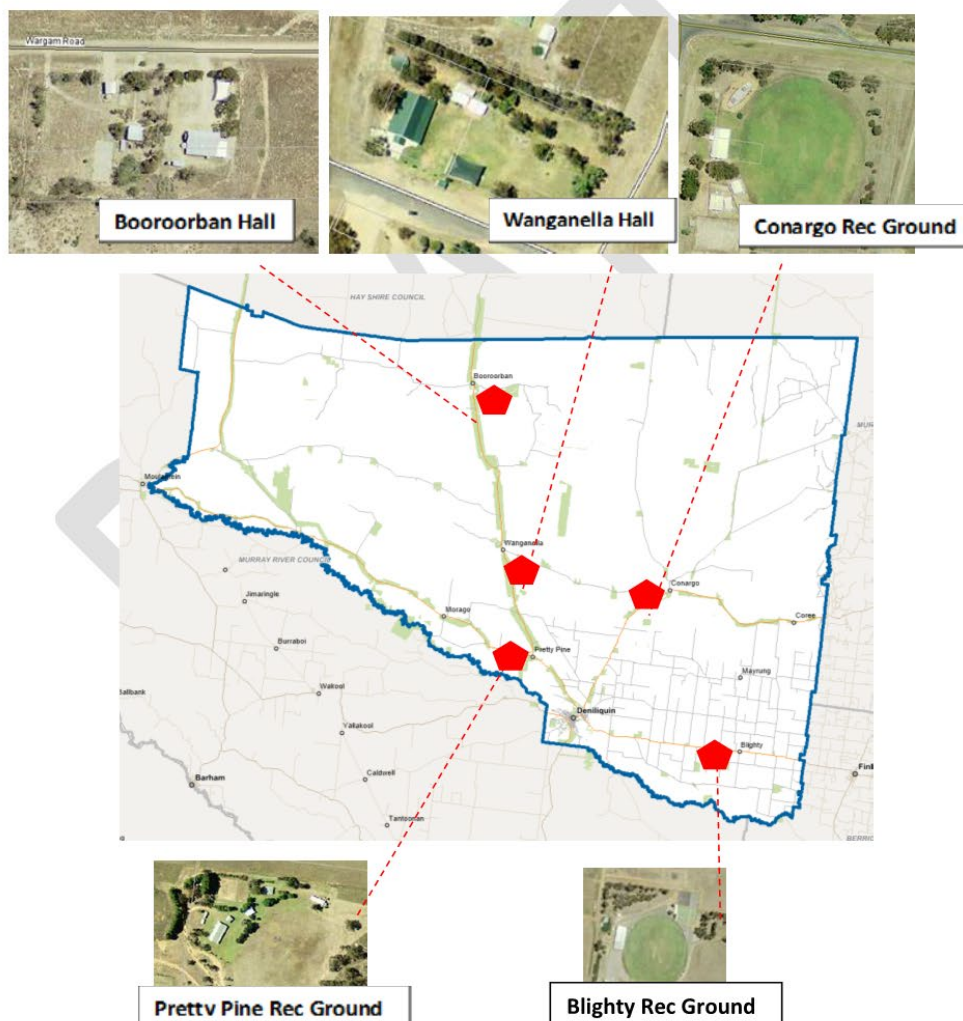 Wargam Road
Booroorban Hall
Wanganella Hall
Conargo Rec Ground
HAY SHIRE COUNCIL
Booroorban
Wanganella
MURRAY RIVER COUNCIL
Jimaringle
Conargo
Coree
Morago
Burraboi
Pretty Pine
Mayrung
Wakool
Deniliquin
Yallakool
Blighty
Caldwell
Barham
Pretty Pine Rec Ground
Blighty Rec Ground